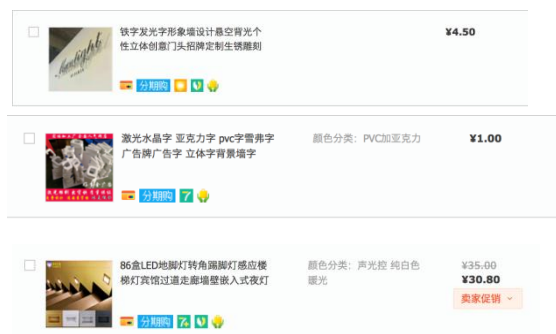 铁字发光字形象墙设计悬空背光个
性立体创意门头招牌定制生锈雕刻
¥4.50
分期购
激光水晶字 亚克力字 pvc字雪弗字
广告牌广告字 立体字背景墙字
颜色分类：PVC加亚克力
¥1.00
分期购
7
86盒LED地脚灯转角踢脚灯感应楼
梯灯宾馆过道走廊墙壁嵌入式夜灯
颜色分类：声光控 纯白色
暖光
¥35.00
¥30.80
卖家促销
分期购